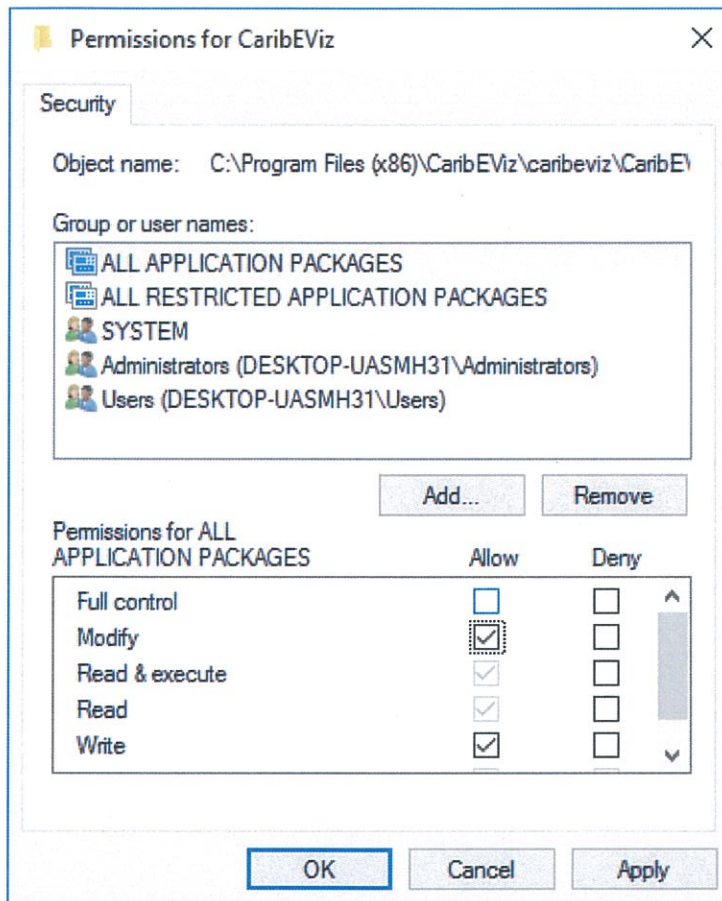 Permissions for CaribEViz
Security
Object name: C:\Program Files (x86)\CaribEViz\caribeviz\CaribE\
Group or user names:
ALL APPLICATION PACKAGES
ALL RESTRICTED APPLICATION PACKAGES
SYSTEM
Administrators (DESKTOP-UASMH31\Administrators)
Users (DESKTOP-UASMH31\Users)
Add... Remove
Permissions for ALL
APPLICATION PACKAGES Allow Deny
Full control
Modify
Read & execute
Read
Write
OK Cancel Apply